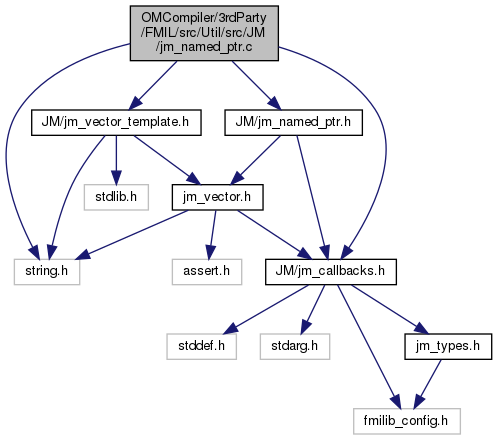 OMCompiler/3rdParty
/FMIL/src/Util/src/JM
/jm_named_ptr.c
JM/jm_vector_template.h
JM/jm_named_ptr.h
stdlib.h
jm_vector.h
string.h
assert.h
JM/jm_callbacks.h
stddef.h
stdarg.h
jm_types.h
fmilib_config.h